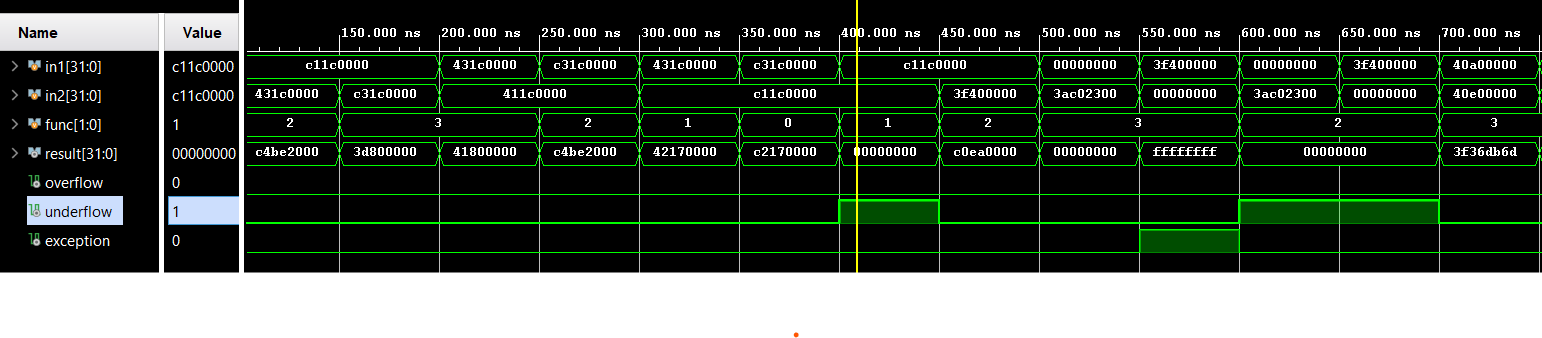 Name Value 150.000 ns 200.000 ns 250.000 ns 300.000 ns 350.000 ns 400.000 ns 450.000 ns 500.000 ns 550.000 ns 600.000 ns 650.000 ns 700.000 ns
in1[31:0] c11c0000 c11c0000 431c0000 c31c0000 431c0000 c31c0000 c11c0000 00000000 3f400000 00000000 3f400000 40a00000
in2[31:0] c11c0000 431c0000 c31c0000 411c0000 c11c0000 3f400000 3ac02300 00000000 3ac02300 00000000 40e00000
func[1:0] 1 2 3 2 1 0 1 2 3 2 3
result[31:0] 00000000 c4be2000 3d800000 41800000 c4be2000 42170000 c2170000 00000000 c0ea0000 00000000 ffffffff 00000000 3f36db6d
overflow 0
underflow 1
exception 0